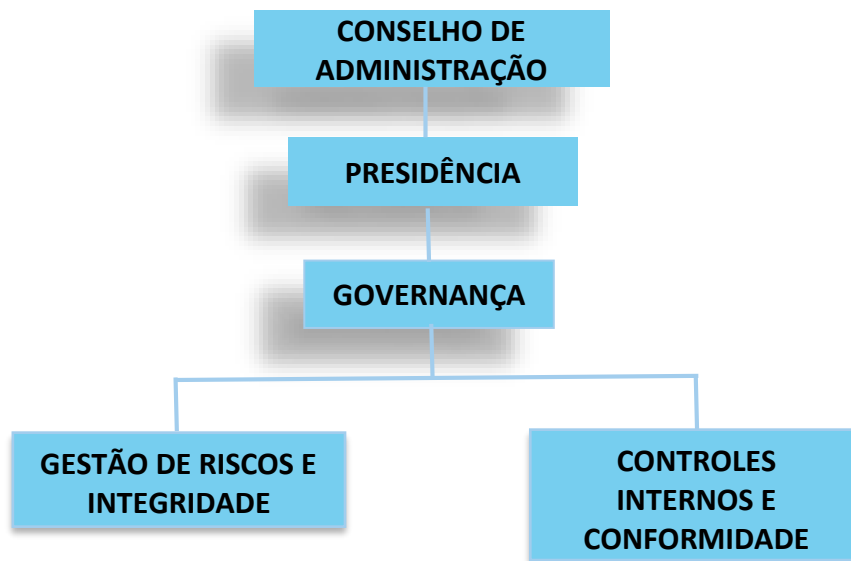 CONSELHO DE
ADMINISTRAÇÃO
PRESIDÊNCIA
GOVERNANÇA
GESTÃO DE RISCOS E
INTEGRIDADE
CONTROLES
INTERNOS E
CONFORMIDADE